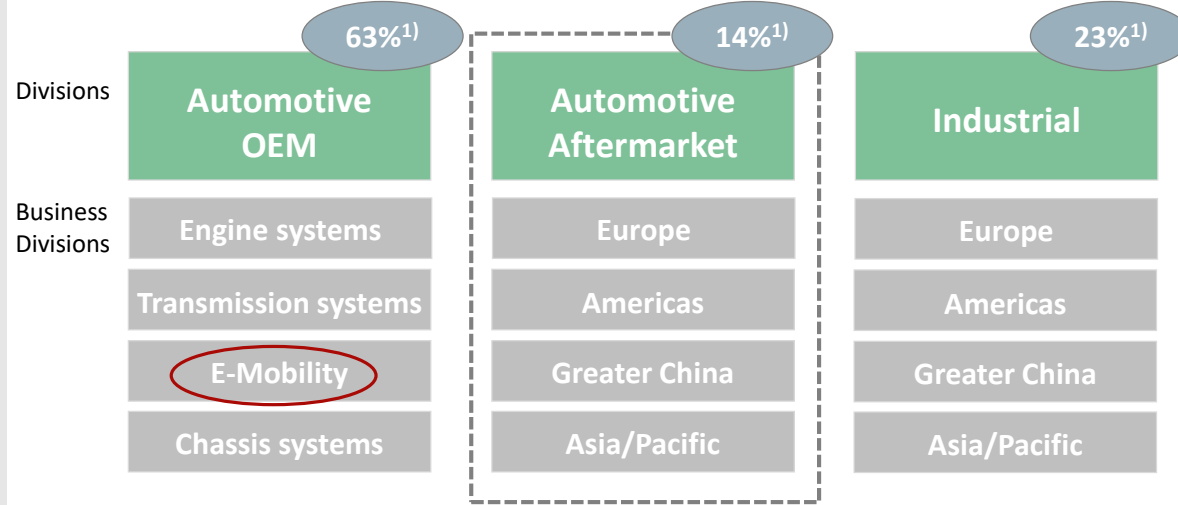 63%1)
14%1)
23%1)
Divisions
Automotive
OEM
Automotive
Aftermarket
Industrial
Business
Divisions
Engine systems
Europe
Europe
Transmission systems
Americas
Americas
E-Mobility
Greater China
Greater China
Chassis systems
Asia/Pacific
Asia/Pacific